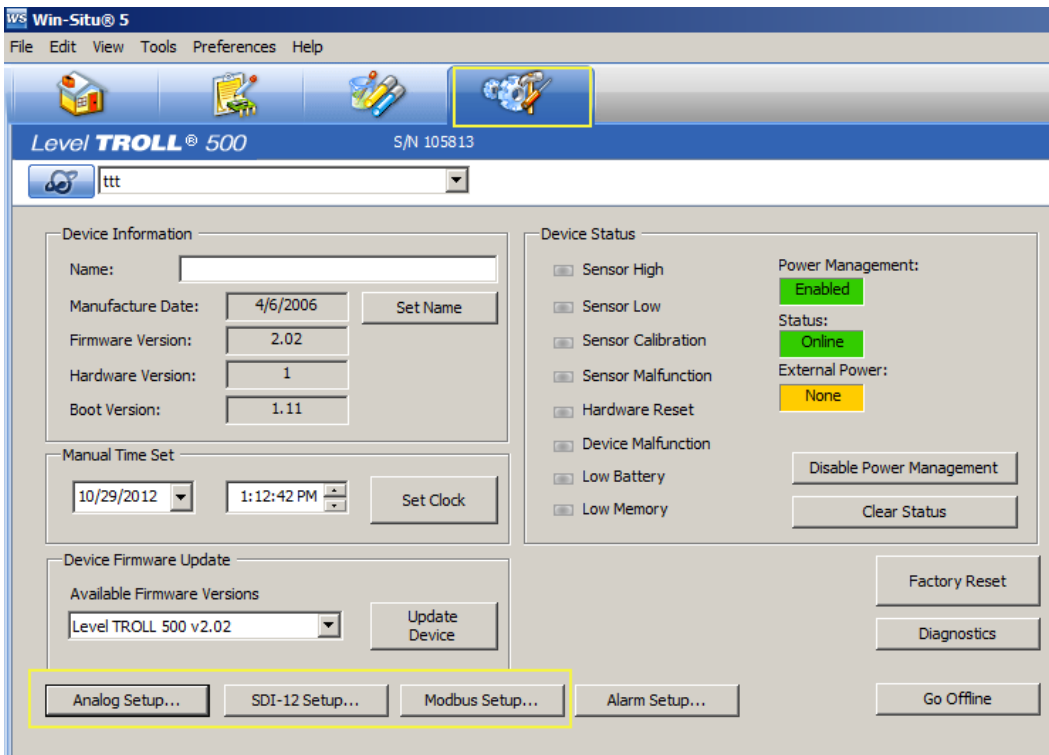 WS Win-Situ® 5
File Edit View Tools Preferences Help
Level TROLL® 500 S/N 105813
ttt
Device Information
Name:
Manufacture Date: 4/6/2006 Set Name
Firmware Version: 2.02
Hardware Version: 1
Boot Version: 1.11
Manual Time Set
10/29/2012 1:12:42 PM Set Clock
Device Firmware Update
Available Firmware Versions
Level TROLL 500 v2.02
Update
Device
Device Status
Sensor High
Sensor Low
Sensor Calibration
Sensor Malfunction
Hardware Reset
Device Malfunction
Low Battery
Low Memory
Power Management:
Enabled
Status:
Online
External Power:
None
Disable Power Management
Clear Status
Factory Reset
Diagnostics
Analog Setup... SDI-12 Setup... Modbus Setup... Alarm Setup... Go Offline